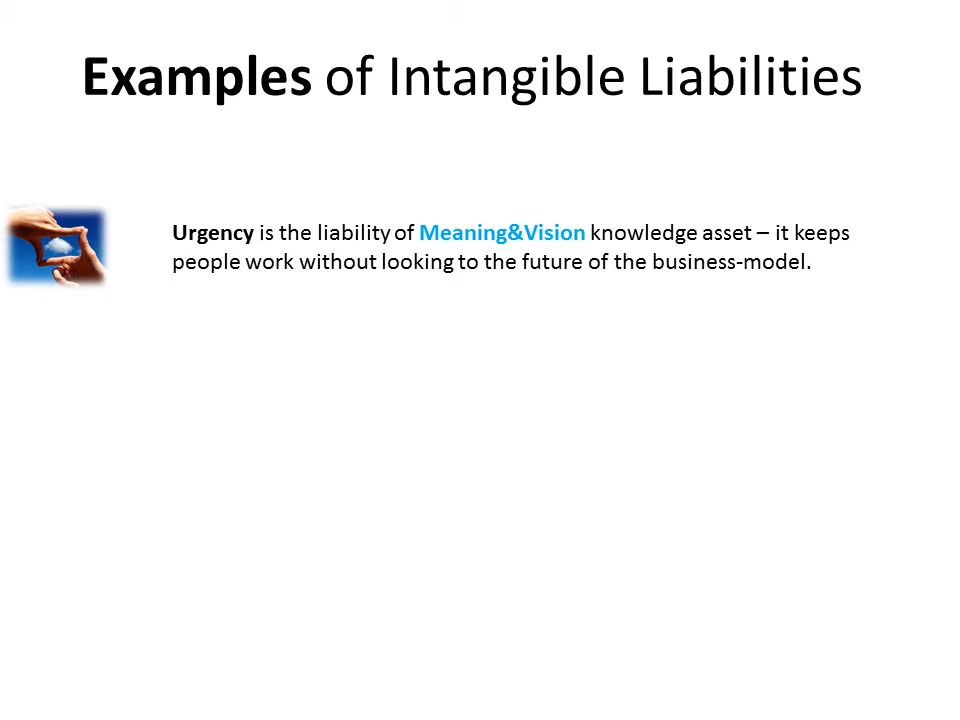 Examples of Intangible Liabilities
Urgency is the liability of Meaning&Vision knowledge asset – it keeps
people work without looking to the future of the business-model.